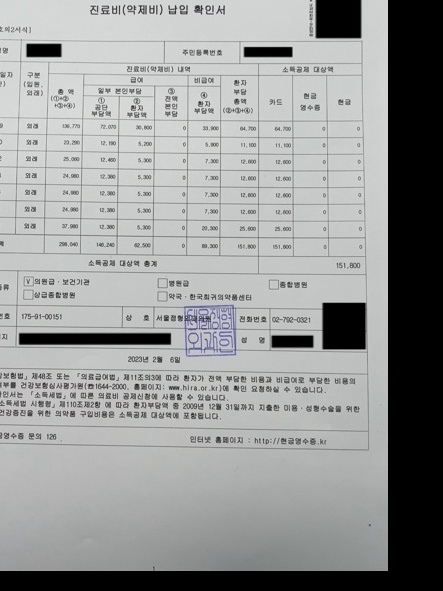 진료비(약제비) 납입 확인서
호의2서식]
명
주민등록번호
일자
구분
(입원,
외래)
진료비(약제비) 내역
소득공제 대상액
총 액
(①+②
+③+④)
급여
비급여
환자
부담
총액
(②+③+④)
카드
현금
영수증
현금
일부 본인부담
①
공단
부담액
②
환자
부담액
③
전액
본인
부담
④
환자
부담액
9 외래 136,770 72,070 30,800 0 33,900 64,700 64,700 0 0
0 외래 23,290 12,190 5,200 0 5,900 11,100 11,100 0 0
2 외래 25,060 12,460 5,300 0 7,300 12,600 12,600 0 0
외래 24,980 12,380 5,300 0 7,300 12,600 12,600 0 0
외래 24,980 12,380 5,300 0 7,300 12,600 12,600 0 0
외래 24,980 12,380 5,300 0 7,300 12,600 12,600 0 0
외래 37,980 12,380 5,300 0 20,300 25,600 25,600 0 0
298,040 146,240 62,500 0 89,300 151,800 151,800 0 0
소득공제 대상액 총계 151,800
종류
V 의원급·보건기관
병원급
종합병원
상급종합병원
약국·한국희귀의약품센터
번호 175-91-00151 상 호 서울정형외과의원 전화번호 02-792-0321
지
성 명
2023년 2월 6일
강보험법」 제48조 또는 「의료급여법」 제11조의3에 따라 환자가 전액 부담한 비용과 비급여로 부담한 비용의
여부를 건강보험심사평가원(☎1644-2000, 홈페이지: www.hira.or.kr)에 확인 요청하실 수 있습니다.
확인서는 「소득세법」에 따른 의료비 공제신청에 사용할 수 있습니다.
소득세법 시행령」 제110조제2항 에 따라 환자부담액 중 2009년 12월 31일까지 지출한 미용·성형수술을 위한
건강증진을 위한 의약품 구입비용은 소득공제 대상액에 포함됩니다.
금영수증 문의 126
인터넷 홈페이지 : http://현금영수증.kr